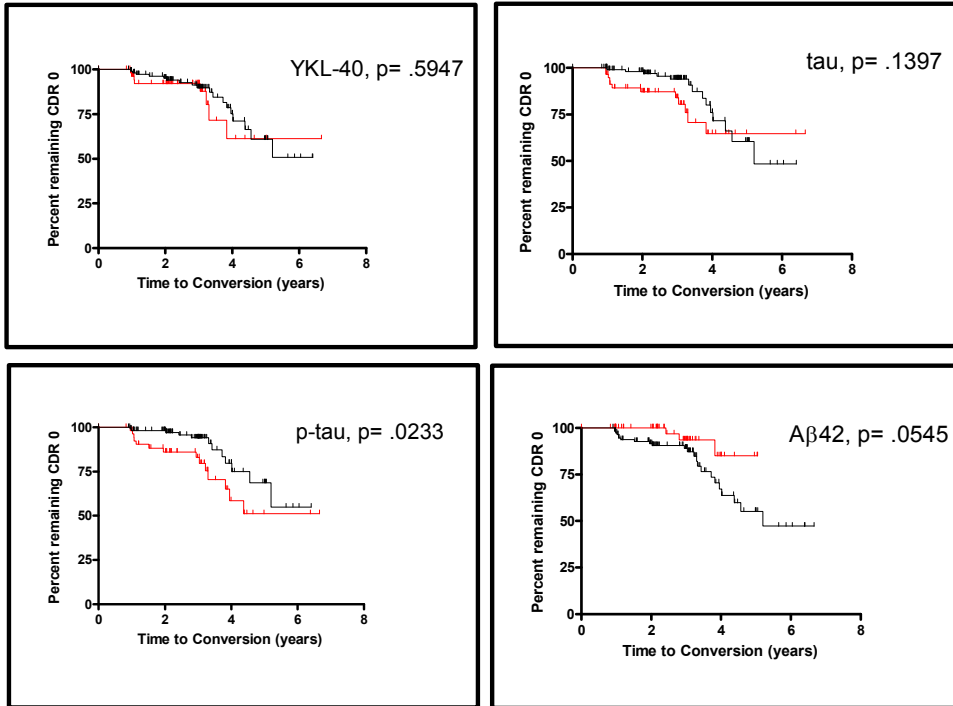 YKL-40, p= .5947
Percent remaining CDR 0
100
75
50
25
0
0 2 4 6 8
Time to Conversion (years)
tau, p= .1397
Percent remaining CDR 0
100
75
50
25
0
0 2 4 6 8
Time to Conversion (years)
p-tau, p= .0233
Percent remaining CDR 0
100
75
50
25
0
0 2 4 6 8
Time to Conversion (years)
Aβ42, p= .0545
Percent remaining CDR 0
100
75
50
25
0
0 2 4 6 8
Time to Conversion (years)